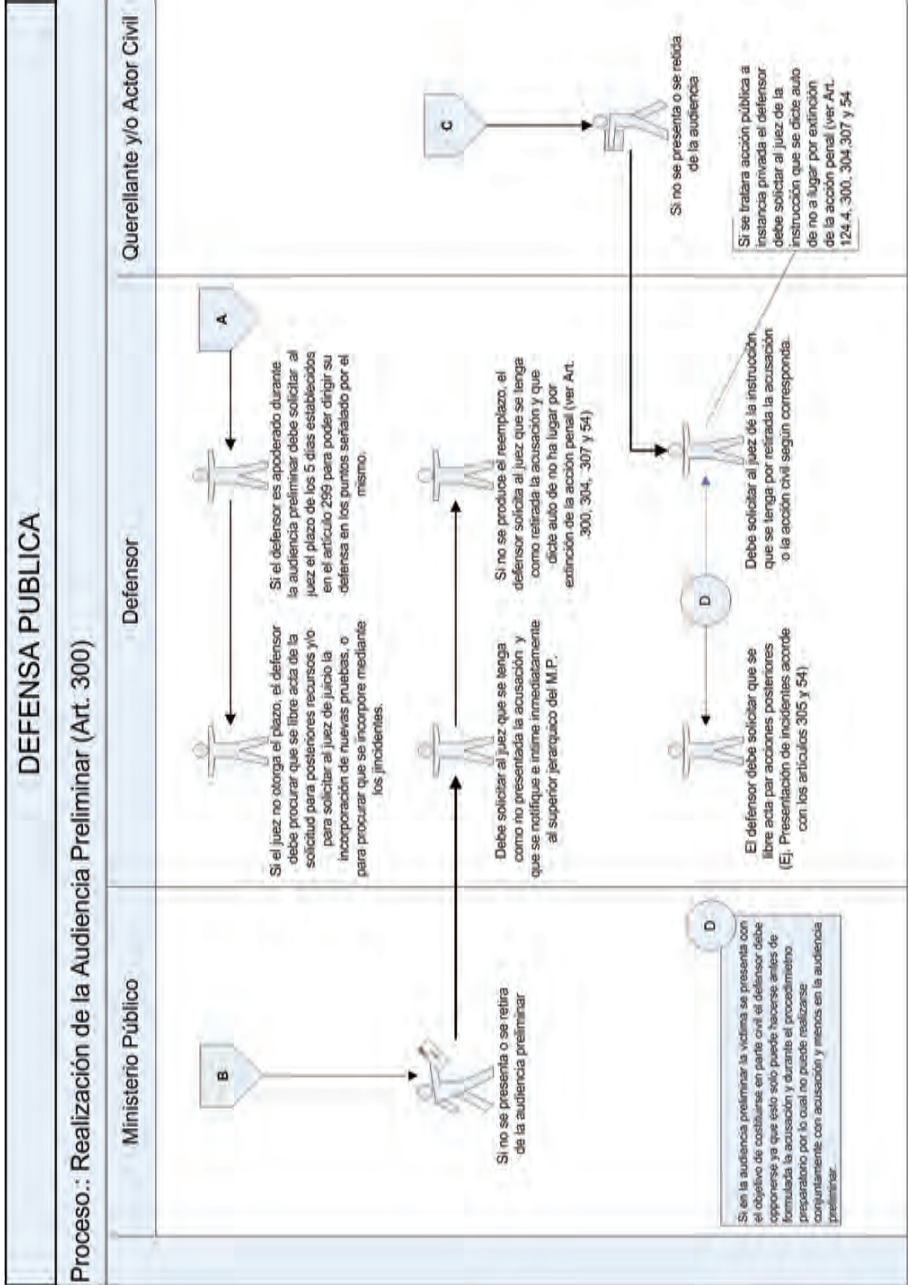 DEFENSA PUBLICA
Proceso.: Realización de la Audiencia Preliminar (Art. 300)
Ministerio Público
Defensor
Querellante y/o Actor Civil
A
Si el defensor es apoderado durante
la audiencia preliminar debe solicitar al
juez el plazo de los 5 días establecidos
en el artículo 299 para poder dirigir su
defensa en los puntos señalado por el
mismo.
Si el juez no otorga el plazo, el defensor
debe procurar que se libre acta de la
solicitud para posteriores recursos y/o
para solicitar al juez de juicio la
incorporación de nuevas pruebas, o
para procurar que se incorpore mediante
los jincidentes.
B
Si no se presenta o se retira
de la audiencia preliminar
Debe solicitar al juez que se tenga
como no presentada la acusación y
que se notifique e intime inmediatamente
al superior jerarquico del M.P.
Si no se produce el reemplazo, el
defensor solicita al juez que se tenga
como retirada la acusación y que
dicte auto de no ha lugar por
extinción de la acción penal (ver Art.
300, 304, 307 y 54)
C
Si no se presenta o se retida
de la audiencia
D
El defensor debe solicitar que se
libre acta par acciones posteriores
(Ej. Presentación de incidentes acorde
con los artículos 305 y 54)
Debe solicitar al juez de la instrucción
que se tenga por retirada la acusación
o la acción civil según corresponda.
Si se tratara acción pública a
instancia privada el defensor
debe solictar al juez de la
instrucción que se dicte auto
de no a lugar por extinción
de la acción penal (ver Art.
124.4, 300, 304,307 y 54
D
Si en la audiencia preliminar la victima se presenta con
el objetivo de costituirse en parte civil el defensor debe
opponerse ya que esto solo puede hacerse antes de
formulada la acusación y durante el procedimietno
preparatorio por lo cual no puede realizarse
conjuntamente con acusación y menos en la audiencia
preliminar.